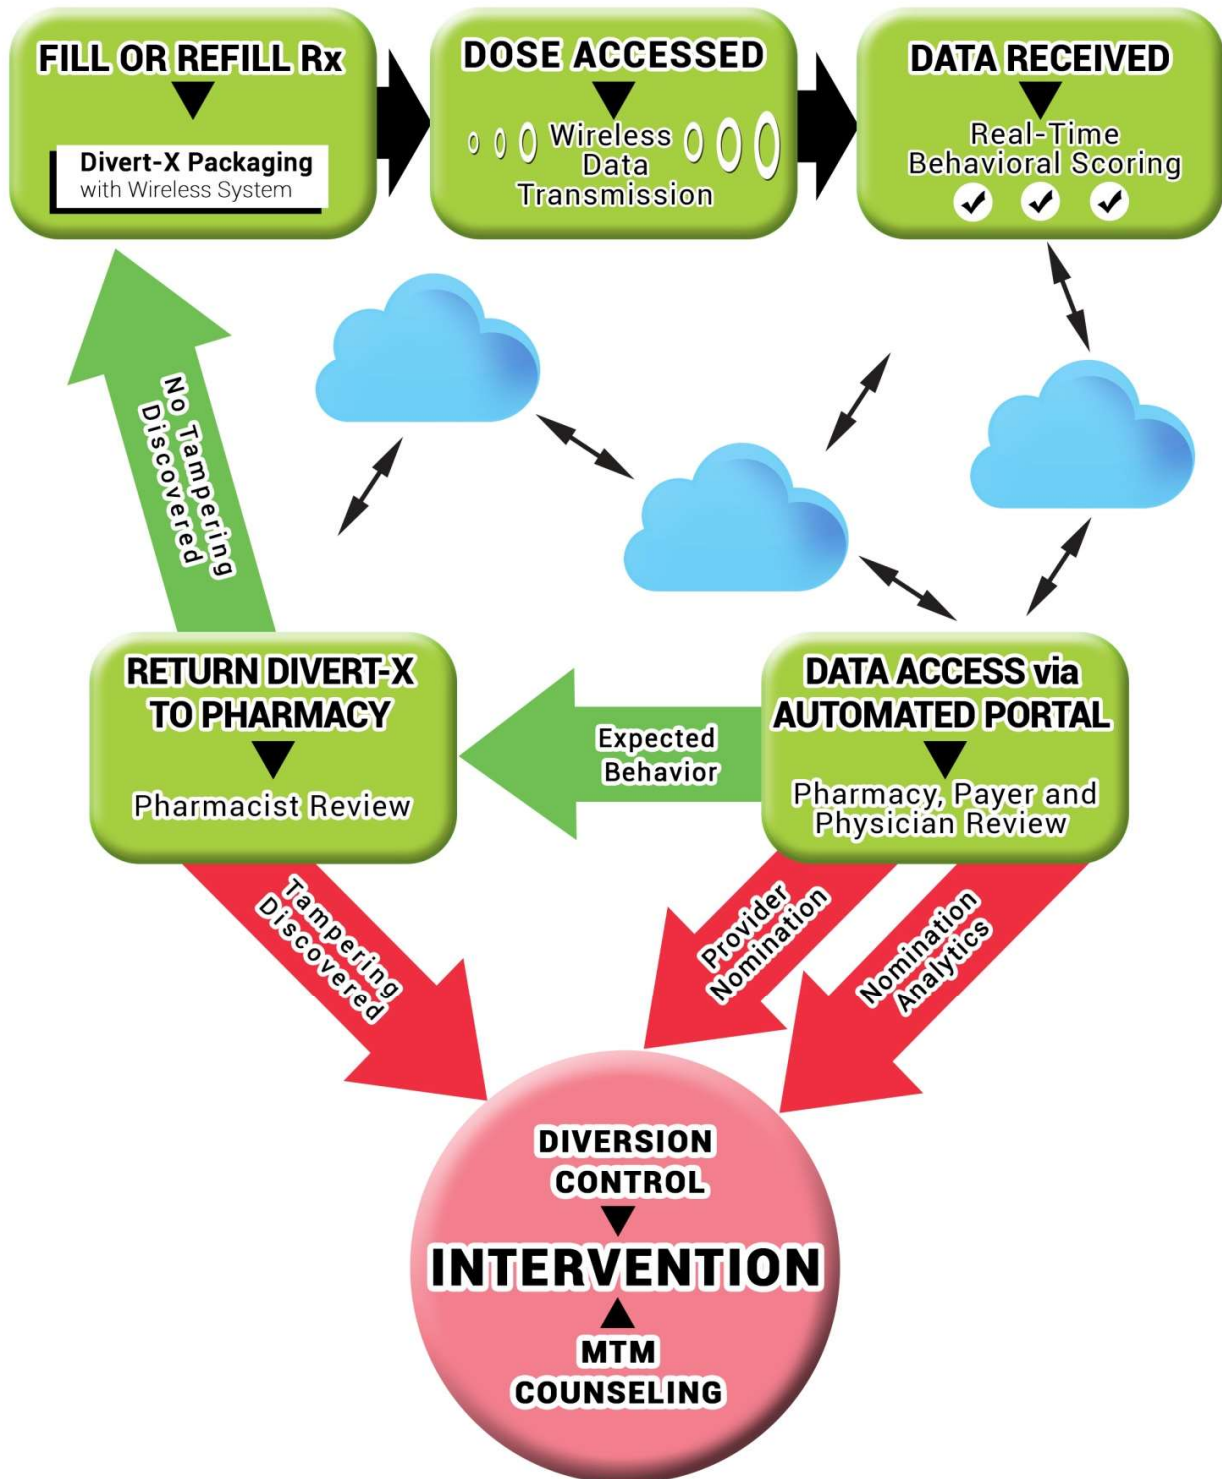 FILL OR REFILL Rx
Divert-X Packaging
with Wireless System
DOSE ACCESSED
Wireless
Data
Transmission
DATA RECEIVED
Real-Time
Behavioral Scoring
No Tampering
Discovered
RETURN DIVERT-X
TO PHARMACY
Pharmacist Review
Expected
Behavior
DATA ACCESS via
AUTOMATED PORTAL
Pharmacy, Payer and
Physician Review
Tampering
Discovered
Provider
Nomination
Nomination
Analytics
DIVERSION
CONTROL
INTERVENTION
MTM
COUNSELING